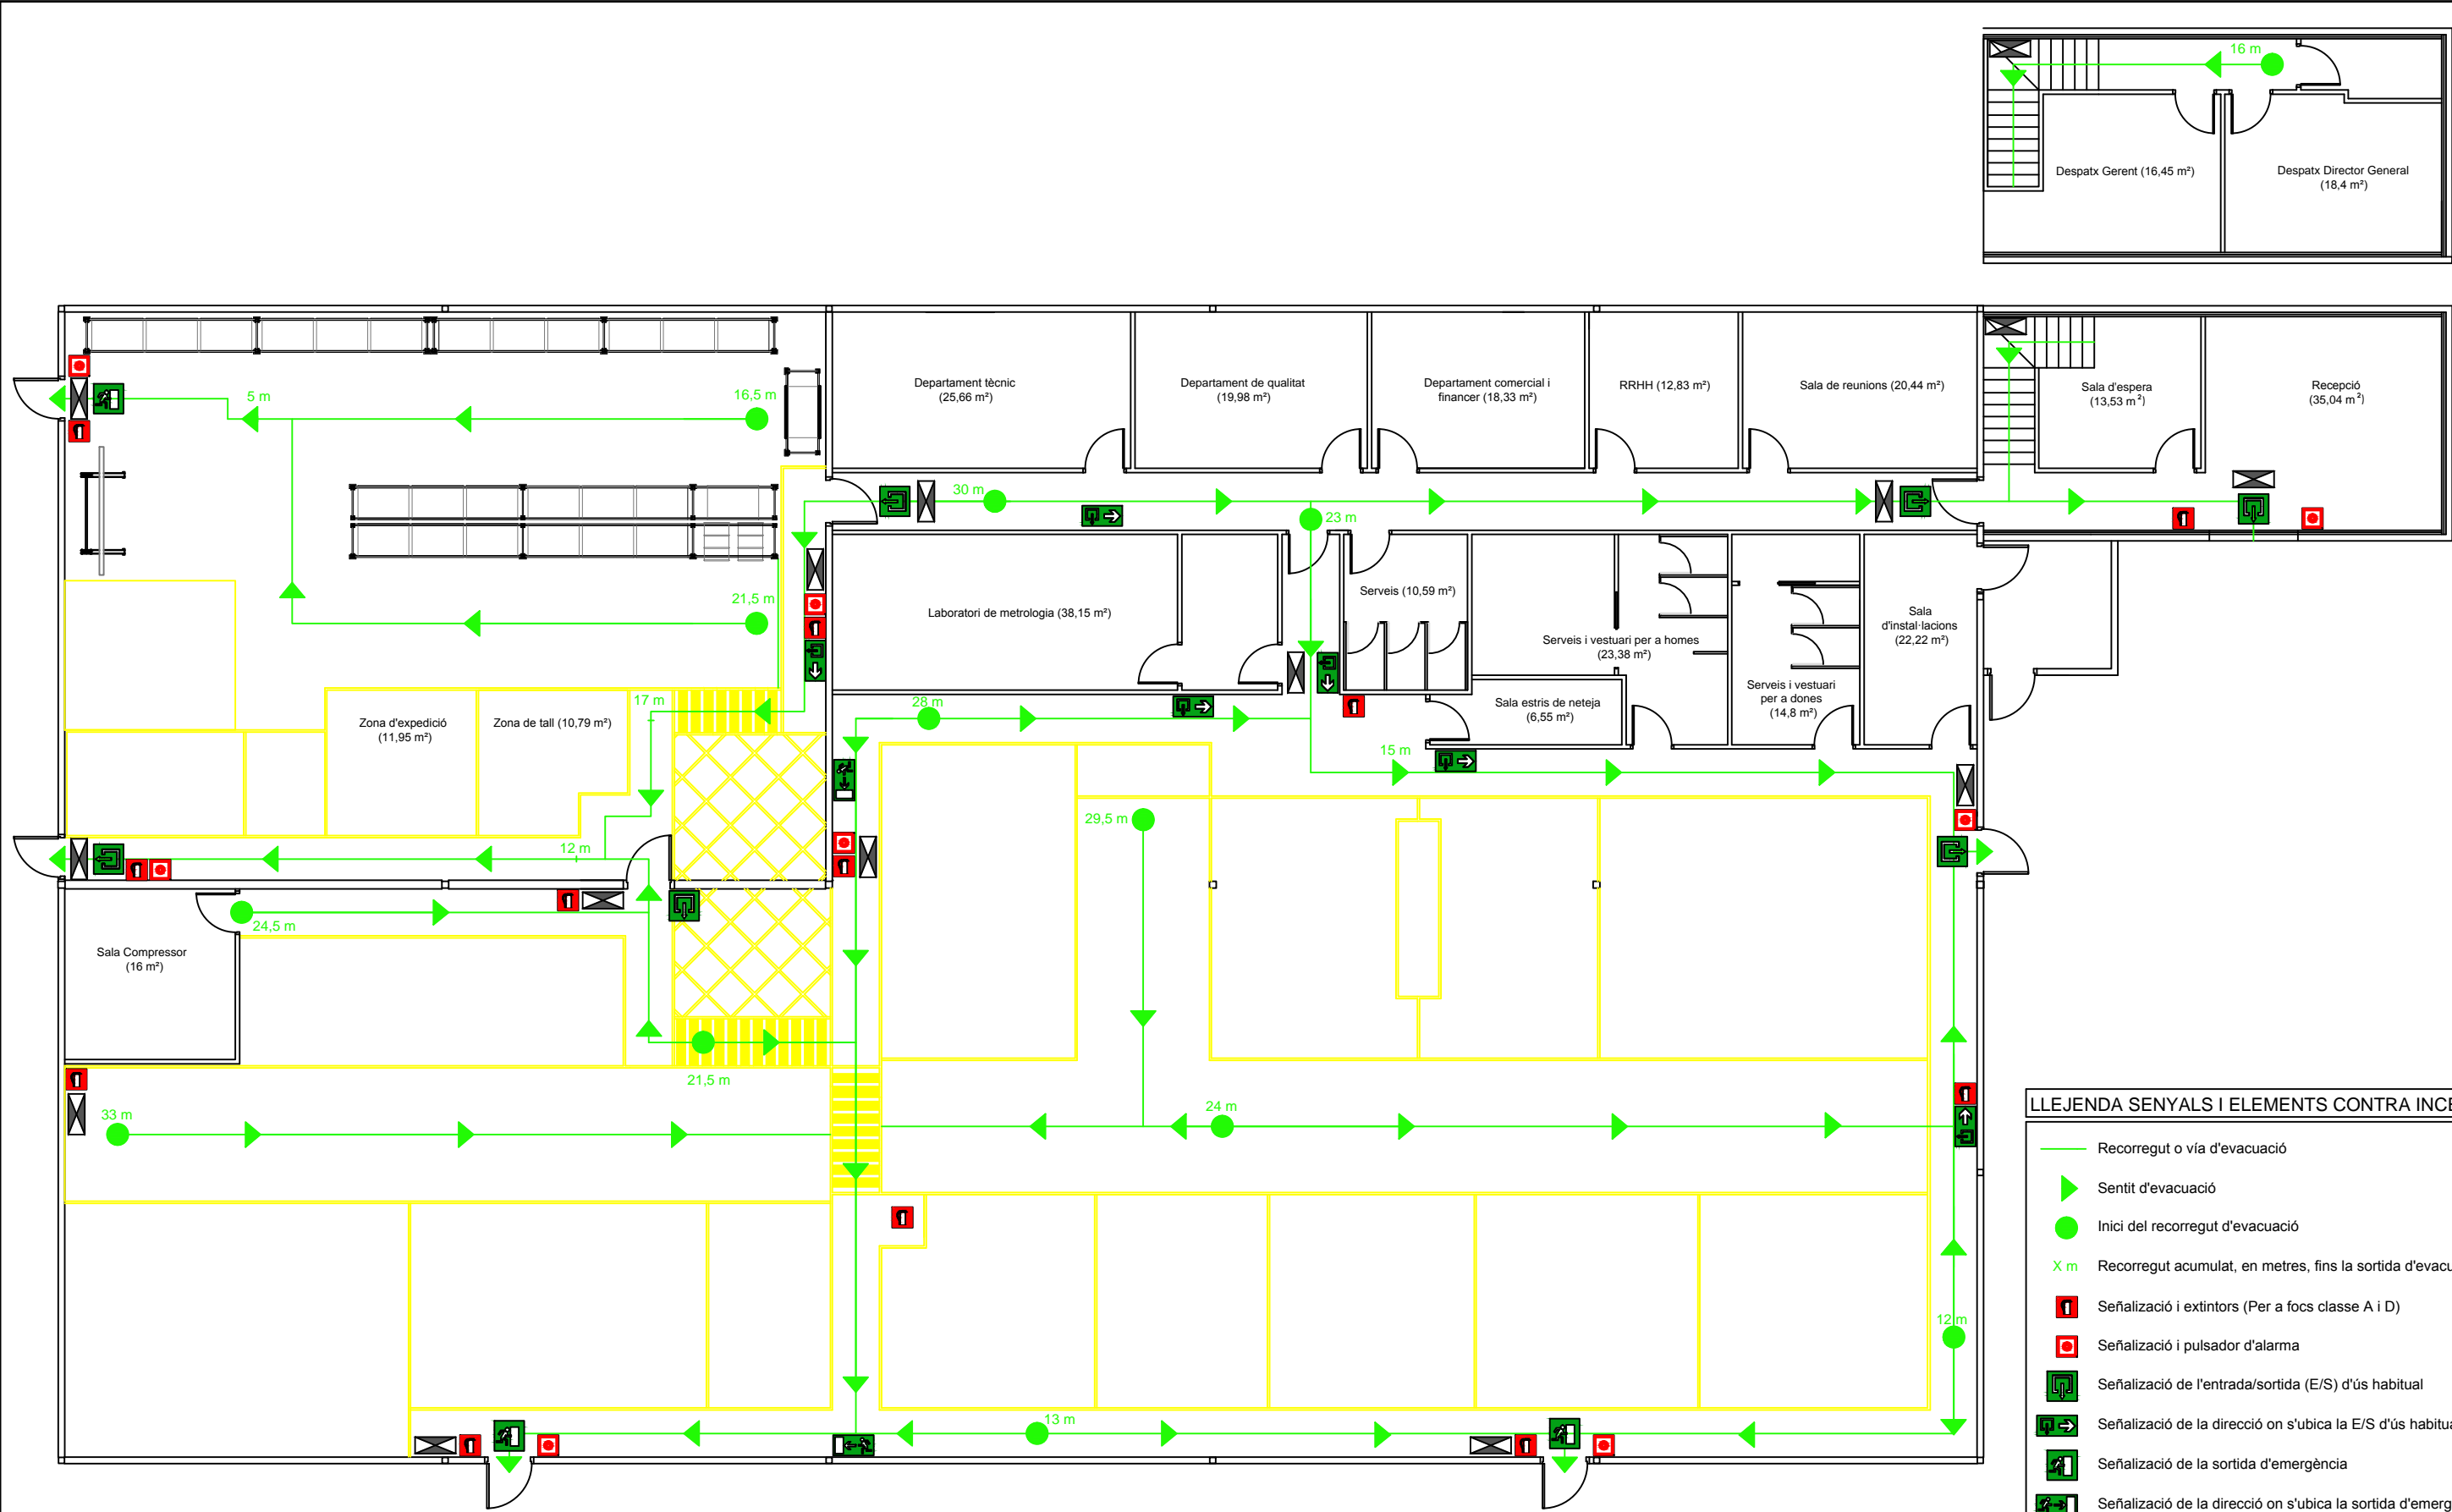 16 m
Despatx Gerent (16,45 m²)
Despatx Director General
(18,4 m²)
5 m
16,5 m
Departament tècnic
(25,66 m²)
Departament de qualitat
(19,98 m²)
Departament comercial i
financer (18,33 m²)
RRHH (12,83 m²)
Sala de reunions (20,44 m²)
Sala d'espera
(13,53 m²)
Recepció
(35,04 m²)
30 m
23 m
21,5 m
Laboratori de metrologia (38,15 m²)
Serveis (10,59 m²)
Serveis i vestuari per a homes
(23,38 m²)
Sala
d'instal·lacions
(22,22 m²)
Serveis i vestuari
per a dones
(14,8 m²)
Sala estris de neteja
(6,55 m²)
17 m
28 m
Zona d'expedició
(11,95 m²)
Zona de tall (10,79 m²)
15 m
29,5 m
12 m
24,5 m
Sala Compressor
(16 m²)
21,5 m
33 m
24 m
12 m
13 m
LLEJENDA SENYALS I ELEMENTS CONTRA INCE
Recorregut o vía d'evacuació
Sentit d'evacuació
Inici del recorregut d'evacuació
X m Recorregut acumulat, en metres, fins la sortida d'evacu
Señalizació i extintors (Per a focs classe A i D)
Señalizació i pulsador d'alarma
Señalizació de l'entrada/sortida (E/S) d'ús habitual
Señalizació de la direcció on s'ubica la E/S d'ús habitua
Señalizació de la sortida d'emergència
Señalizació de la direcció on s'ubica la sortida d'emerg